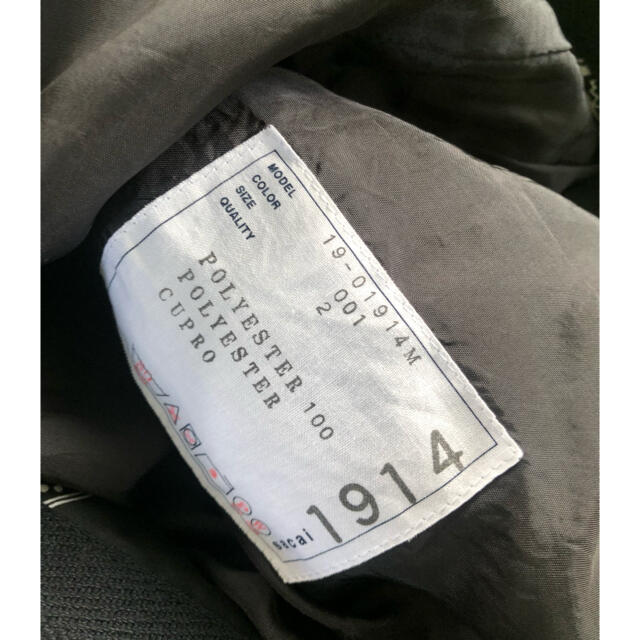 MODEL 19-01914M
COLOR 001
SIZE 2
QUALITY
POLYESTER 100
POLYESTER
CUPRO
sacai 1914